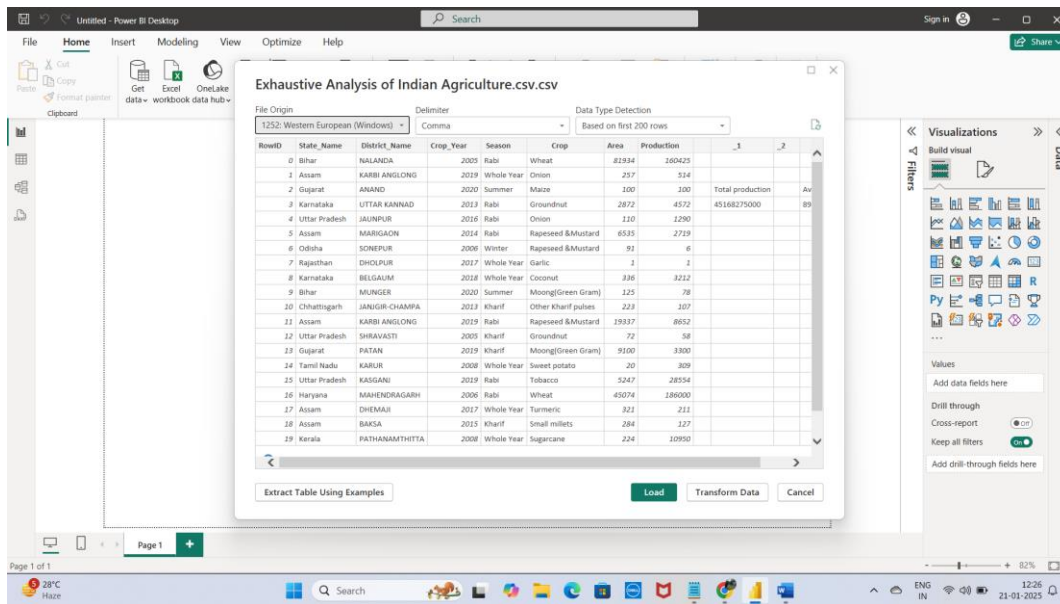 Untitled - Power BI Desktop
Search
Sign in
File Home Insert Modeling View Optimize Help
Share
Paste
Cut
Copy
Format painter
Clipboard
Get data
Excel workbook
OneLake data hub
Exhaustive Analysis of Indian Agriculture.csv.csv
File Origin
Delimiter
Data Type Detection
1252: Western European (Windows)
Comma
Based on first 200 rows
RowID State_Name District_Name Crop_Year Season Crop Area Production _1 _2
0 Bihar NALANDA 2005 Rabi Wheat 81934 160425
1 Assam KARBI ANGLONG 2019 Whole Year Onion 257 514
2 Gujarat ANAND 2020 Summer Maize 100 100 Total production Av
3 Karnataka UTTAR KANNAD 2013 Rabi Groundnut 2872 4572 45168275000 89
4 Uttar Pradesh JAUNPUR 2016 Rabi Onion 110 1290
5 Assam MARIGAON 2014 Rabi Rapeseed &Mustard 6535 2719
6 Odisha SONEPUR 2006 Winter Rapeseed &Mustard 91 6
7 Rajasthan DHOLPUR 2017 Whole Year Garlic 1 1
8 Karnataka BELGAUM 2018 Whole Year Coconut 336 3212
9 Bihar MUNGER 2020 Summer Moong(Green Gram) 125 78
10 Chhattisgarh JANJGIR-CHAMPA 2013 Kharif Other Kharif pulses 223 107
11 Assam KARBI ANGLONG 2019 Rabi Rapeseed &Mustard 19337 8652
12 Uttar Pradesh SHRAVASTI 2005 Kharif Groundnut 72 58
13 Gujarat PATAN 2019 Kharif Moong(Green Gram) 9100 3300
14 Tamil Nadu KARUR 2008 Whole Year Sweet potato 20 309
15 Uttar Pradesh KASGANJ 2019 Rabi Tobacco 5247 28554
16 Haryana MAHENDRAGARH 2006 Rabi Wheat 45074 186000
17 Assam DHEMAJI 2017 Whole Year Turmeric 321 211
18 Assam BAKSA 2015 Kharif Small millets 284 127
19 Kerala PATHANAMTHITTA 2008 Whole Year Sugarcane 224 10950
Extract Table Using Examples
Load
Transform Data
Cancel
Filters
Visualizations
Data
Build visual
R
Py
Values
Add data fields here
Drill through
Cross-report
Off
Keep all filters
On
Add drill-through fields here
Page 1
Page 1 of 1
82%
5
28°C
Haze
Search
ENG
IN
12:26
21-01-2025